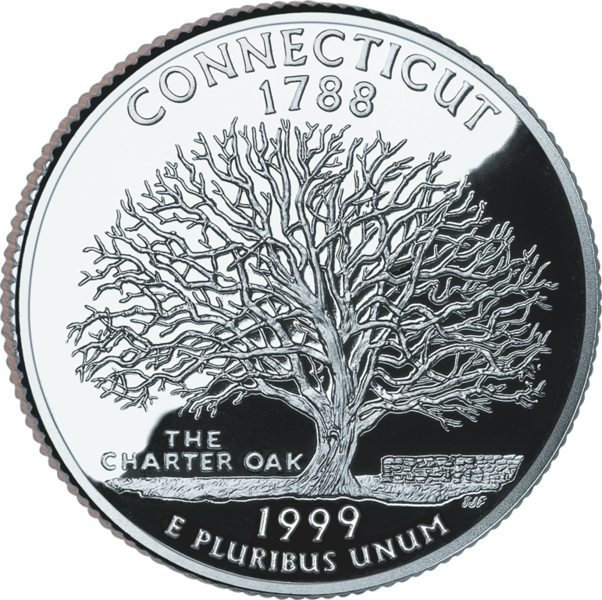 CONNECTICUT
1788
THE
CHARTER OAK
1999
E PLURIBUS UNUM